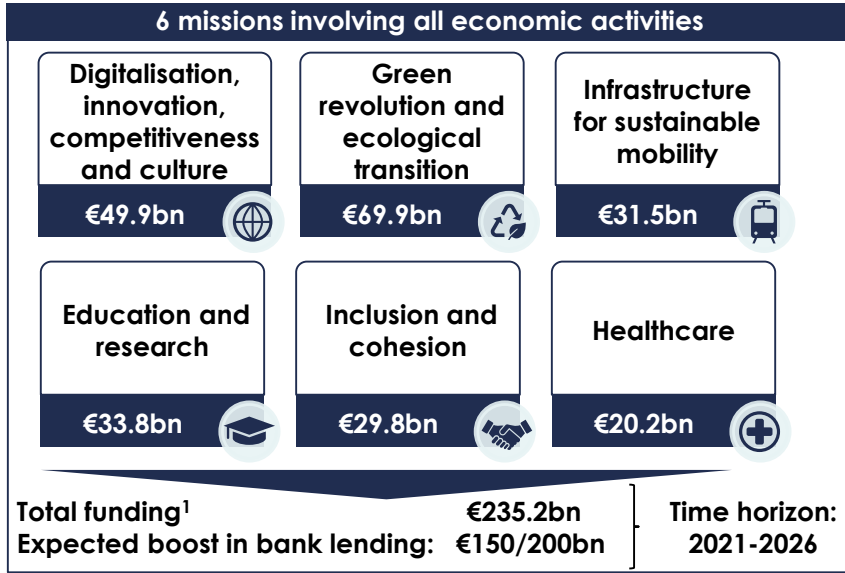 6 missions involving all economic activities
Digitalisation,
innovation,
competitiveness
and culture
€49.9bn
Green
revolution and
ecological
transition
€69.9bn
Infrastructure
for sustainable
mobility
€31.5bn
Education and
research
€33.8bn
Inclusion and
cohesion
€29.8bn
Healthcare
€20.2bn
Total funding¹ €235.2bn
Expected boost in bank lending: €150/200bn
Time horizon:
2021-2026